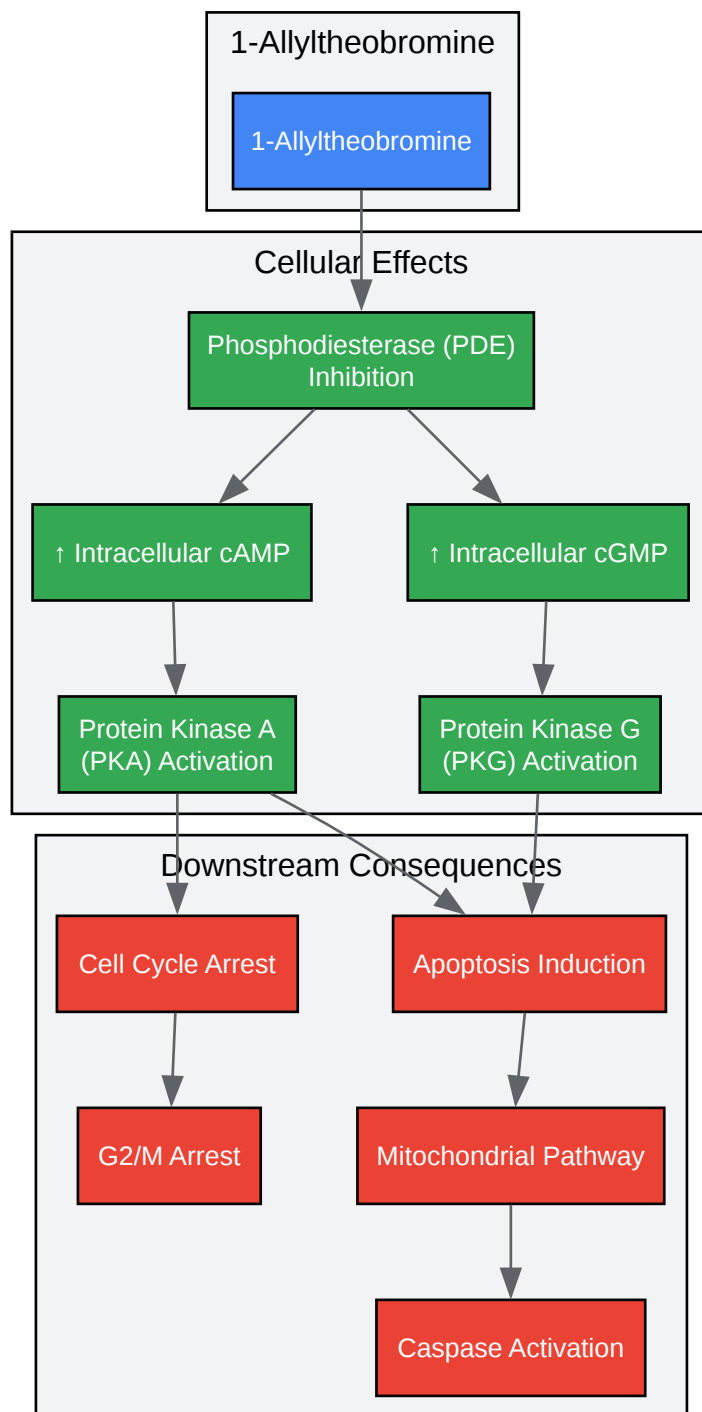 1-Allyltheobromine
1-Allyltheobromine
Cellular Effects
Phosphodiesterase (PDE)
Inhibition
↑ Intracellular cAMP
↑ Intracellular cGMP
Protein Kinase A
(PKA) Activation
Protein Kinase G
(PKG) Activation
Downstream Consequences
Cell Cycle Arrest
Apoptosis Induction
G2/M Arrest
Mitochondrial Pathway
Caspase Activation